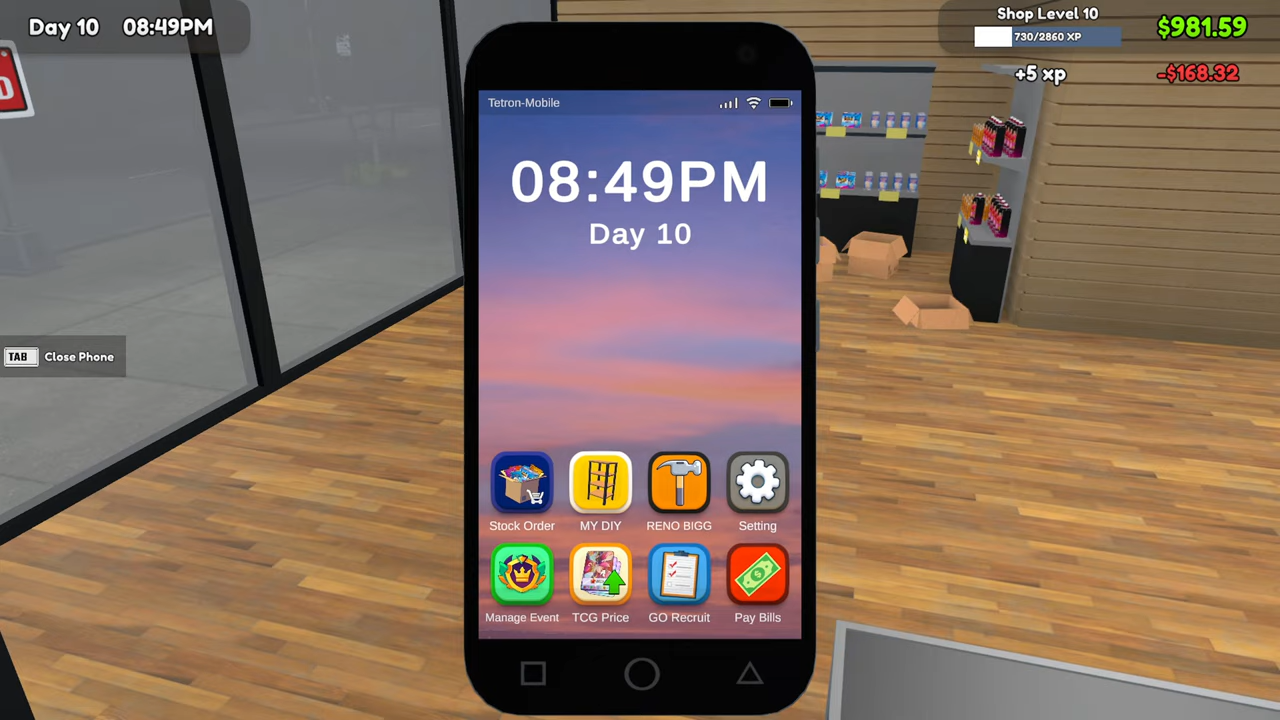 Day 10 08:49PM
Shop Level 10
$981.59
730/2860 XP
+5 xp
-$168.32
Tetron-Mobile
08:49PM
Day 10
TAB Close Phone
Stock Order MY DIY RENO BIGG Setting
Manage Event TCG Price GO Recruit Pay Bills